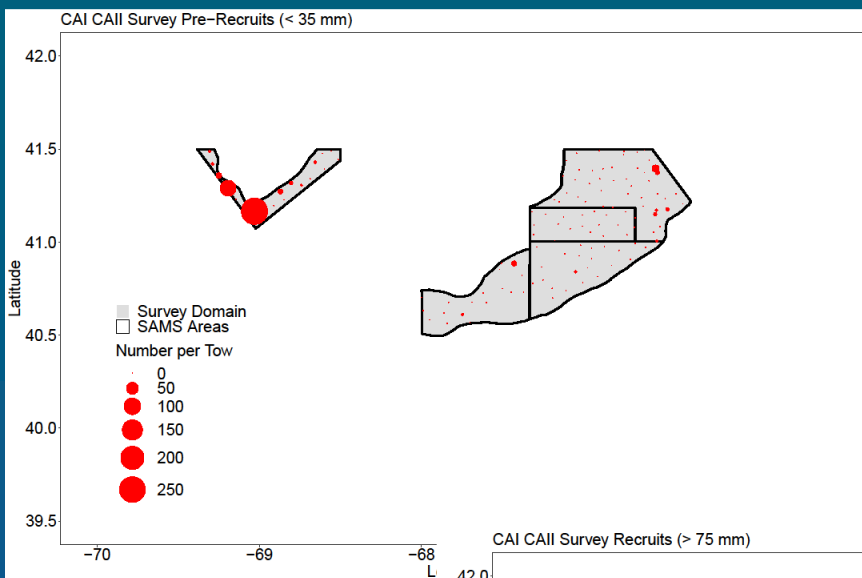 CAI CAII Survey Pre−Recruits (< 35 mm)
42.0
41.5
41.0
Latitude
40.5
40.0
39.5
Survey Domain
SAMS Areas
Number per Tow
0
50
100
150
200
250
−70 −69 −68
CAI CAII Survey Recruits (> 75 mm)
42.0